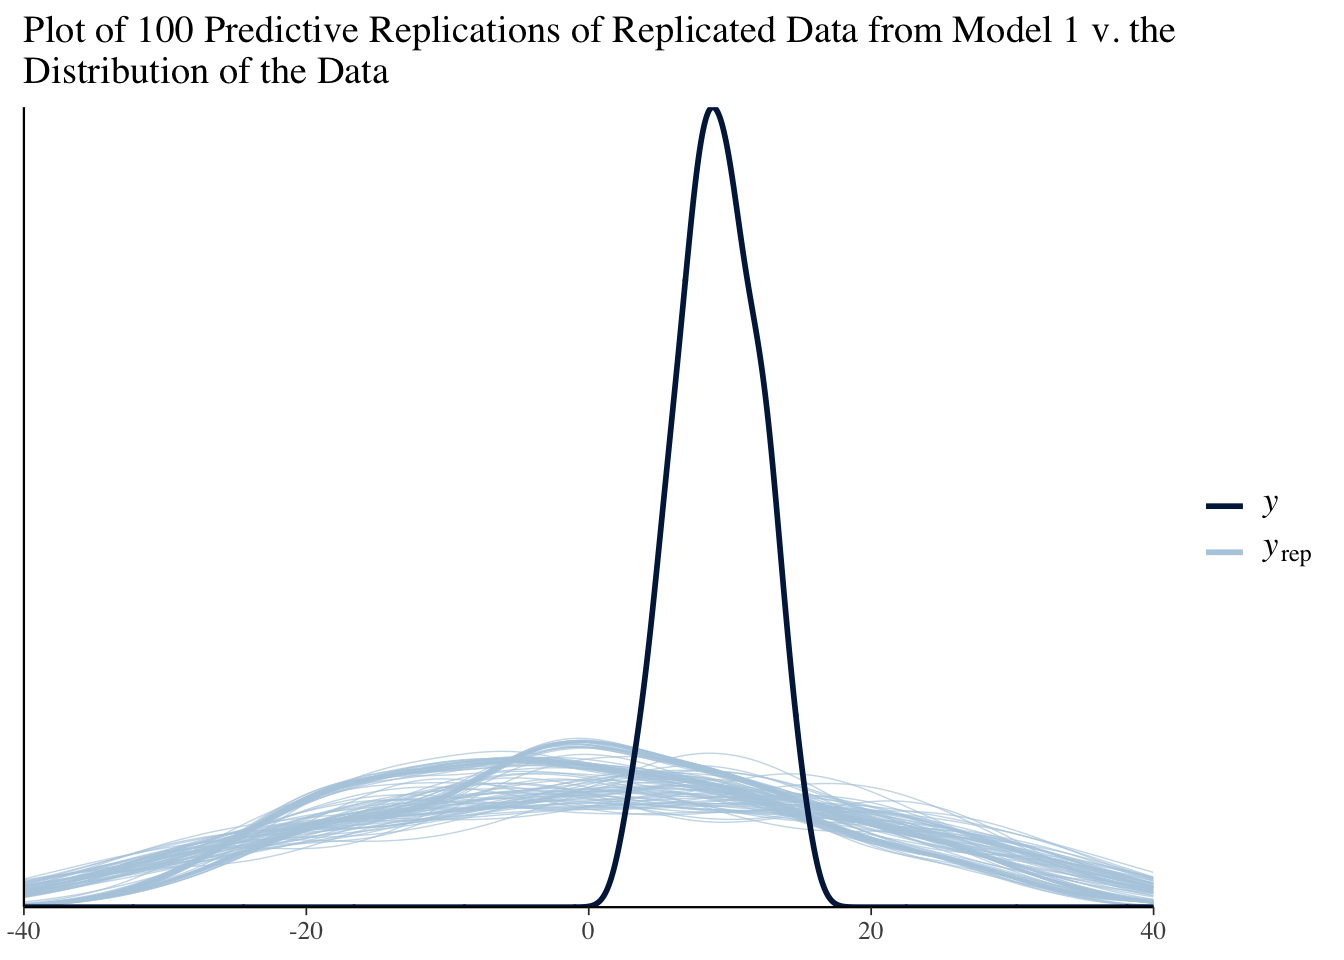 Plot of 100 Predictive Replications of Replicated Data from Model 1 v. the
Distribution of the Data
y
y rep
-40 -20 0 20 40